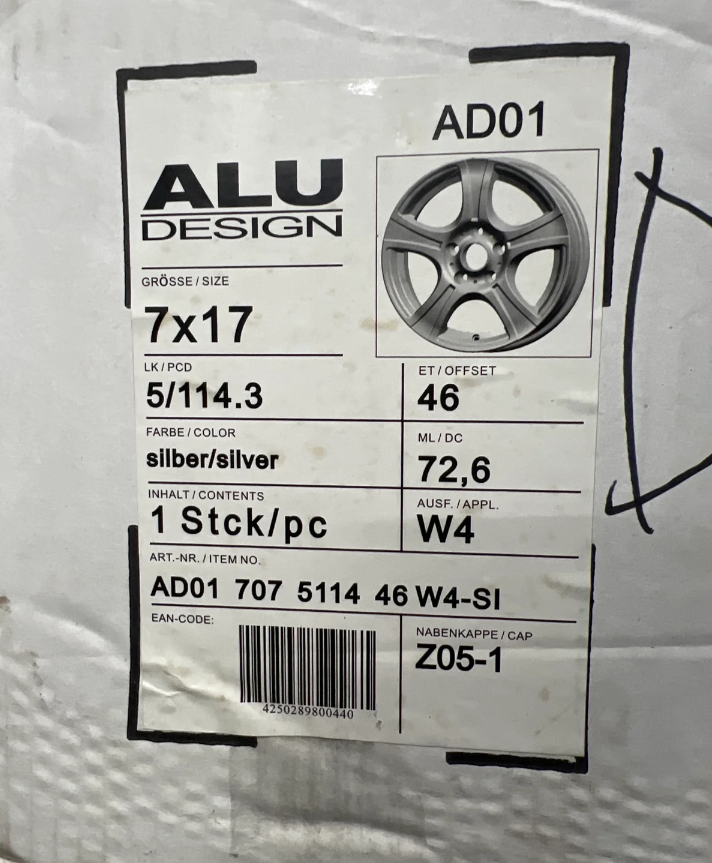 AD01
ALU
DESIGN
GRÖSSE / SIZE
7x17
LK / PCD
5/114.3
ET / OFFSET
46
FARBE / COLOR
silber/silver
ML / DC
72,6
INHALT / CONTENTS
1 Stck/pc
AUSF. / APPL.
W4
ART.-NR. / ITEM NO.
AD01 707 5114 46 W4-SI
EAN-CODE:
4250289800440
NABENKAPPE / CAP
Z05-1